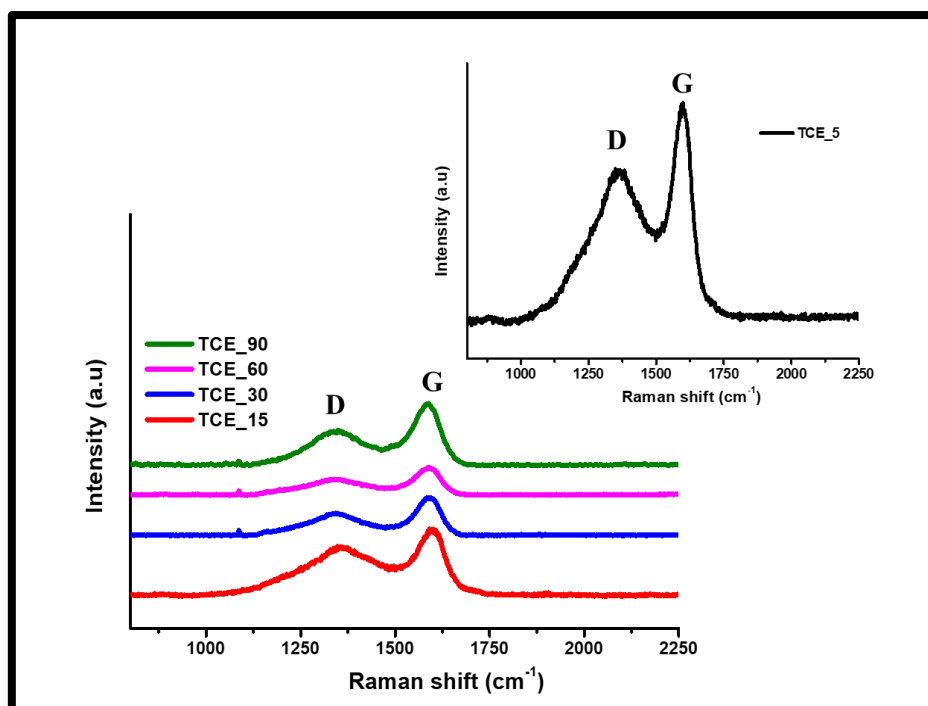 G
D
TCE_5
Intensity (a.u)
1000 1250 1500 1750 2000 2250
Raman shift (cm-1)
TCE_90
TCE_60
TCE_30
TCE_15
D
G
Intensity (a.u)
1000 1250 1500 1750 2000 2250
Raman shift (cm-1)